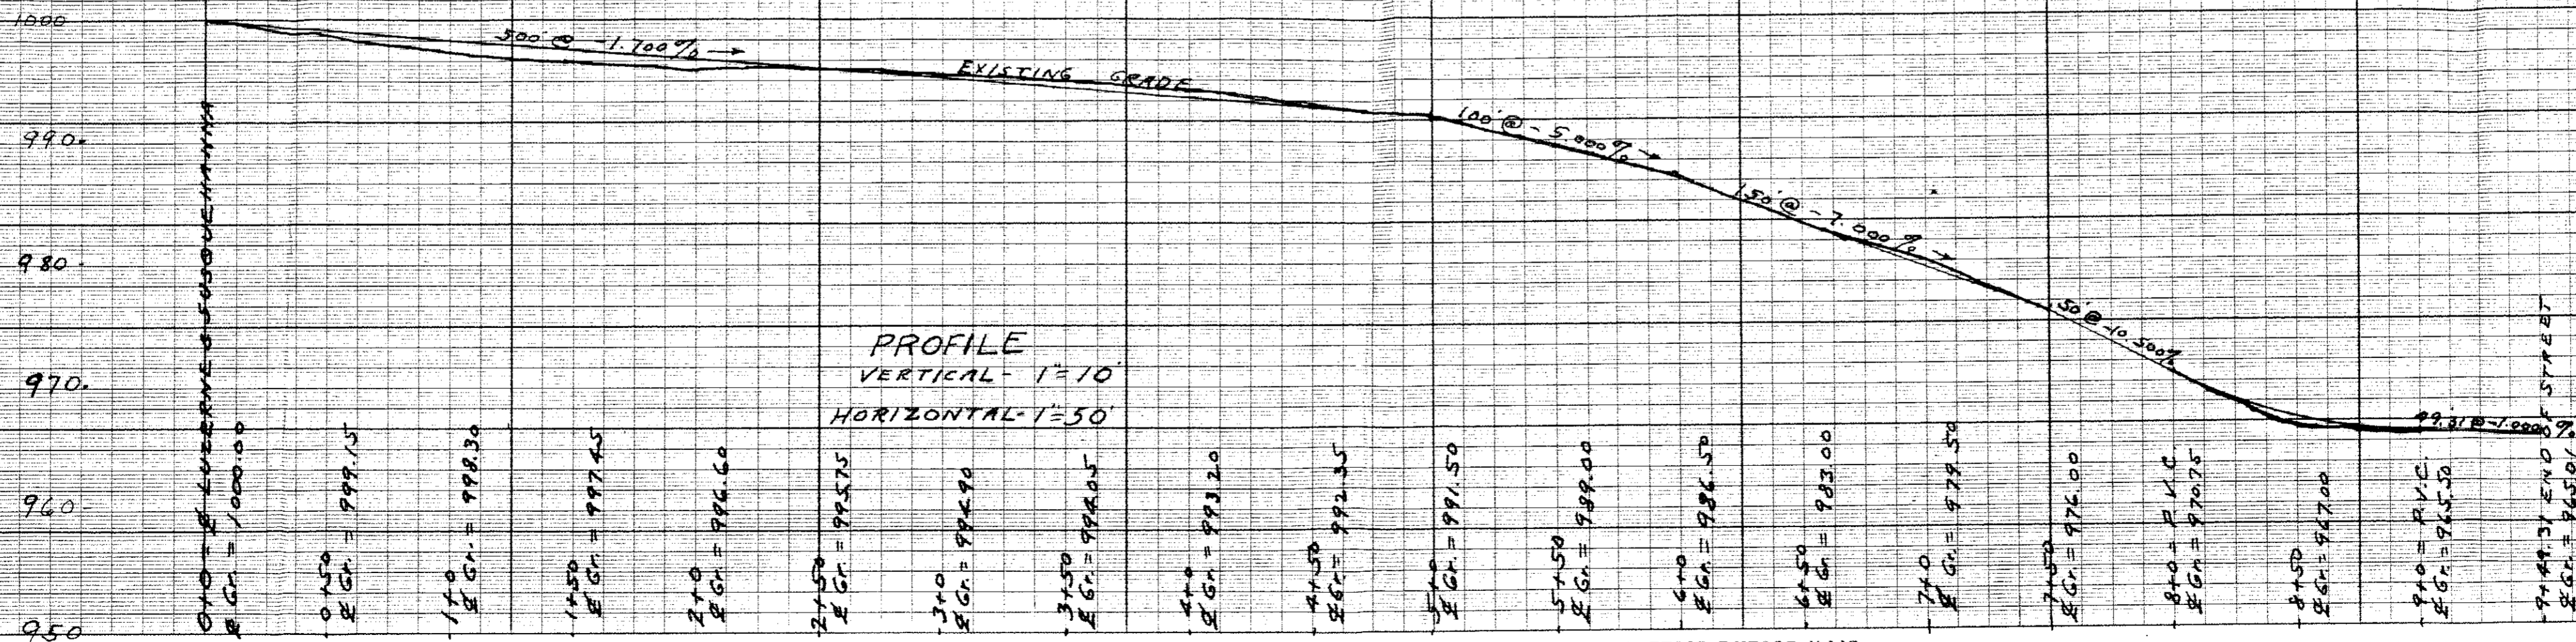 1000
990.
980
970.
960
950
500' @ -1.700% →
EXISTING GRADE
100' @ - 5.000% →
150' @ - 7.000% →
50' @ -10.500%
49.31 @ -1.000%
PROFILE
VERTICAL - 1" = 10'
HORIZONTAL - 1" = 50'
0+0 - ℄ LUZERNE & SUSQUEHANNA
℄ Gr. = 1000.00
0+50
℄ Gr. = 999.15
1+0
℄ Gr. = 998.30
1+50
℄ Gr. = 997.45
2+0
℄ Gr. = 996.60
2+50
℄ Gr. = 995.75
3+0
℄ Gr. = 994.90
3+50
℄ Gr. = 994.05
4+0
℄ Gr. = 993.20
4+50
℄ Gr. = 992.35
5+0
℄ Gr. = 991.50
5+50
℄ Gr. = 989.00
6+0
℄ Gr. = 986.50
6+50
℄ Gr. = 983.00
7+0
℄ Gr. = 979.50
7+50
℄ Gr. = 976.00
8+0 = P.V.C.
℄ Gr. = 970.75
8+50
℄ Gr. = 967.00
9+0 = P.V.C.
℄ Gr. = 965.50
9+49.31 END OF STREET
℄ Gr. = 965.01